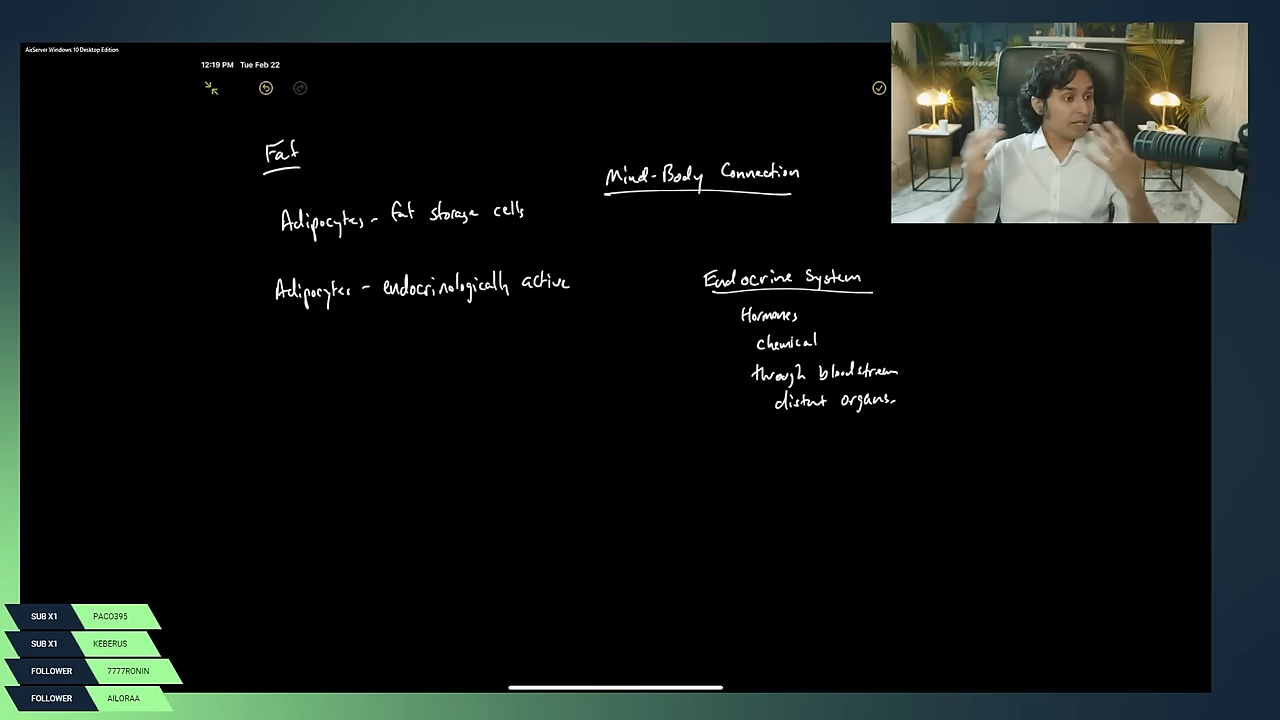 AirServer Windows 10 Desktop Edition
12:19 PM Tue Feb 22
Fat
Adipocytes - fat storage cells
Adipocytes - endocrinologically active
Mind-Body Connection
Endocrine System
Hormones
chemical
through bloodstream
distant organs.
SUB X1 PACO395
SUB X1 KEBERUS
FOLLOWER 7777RONIN
FOLLOWER AILORAA